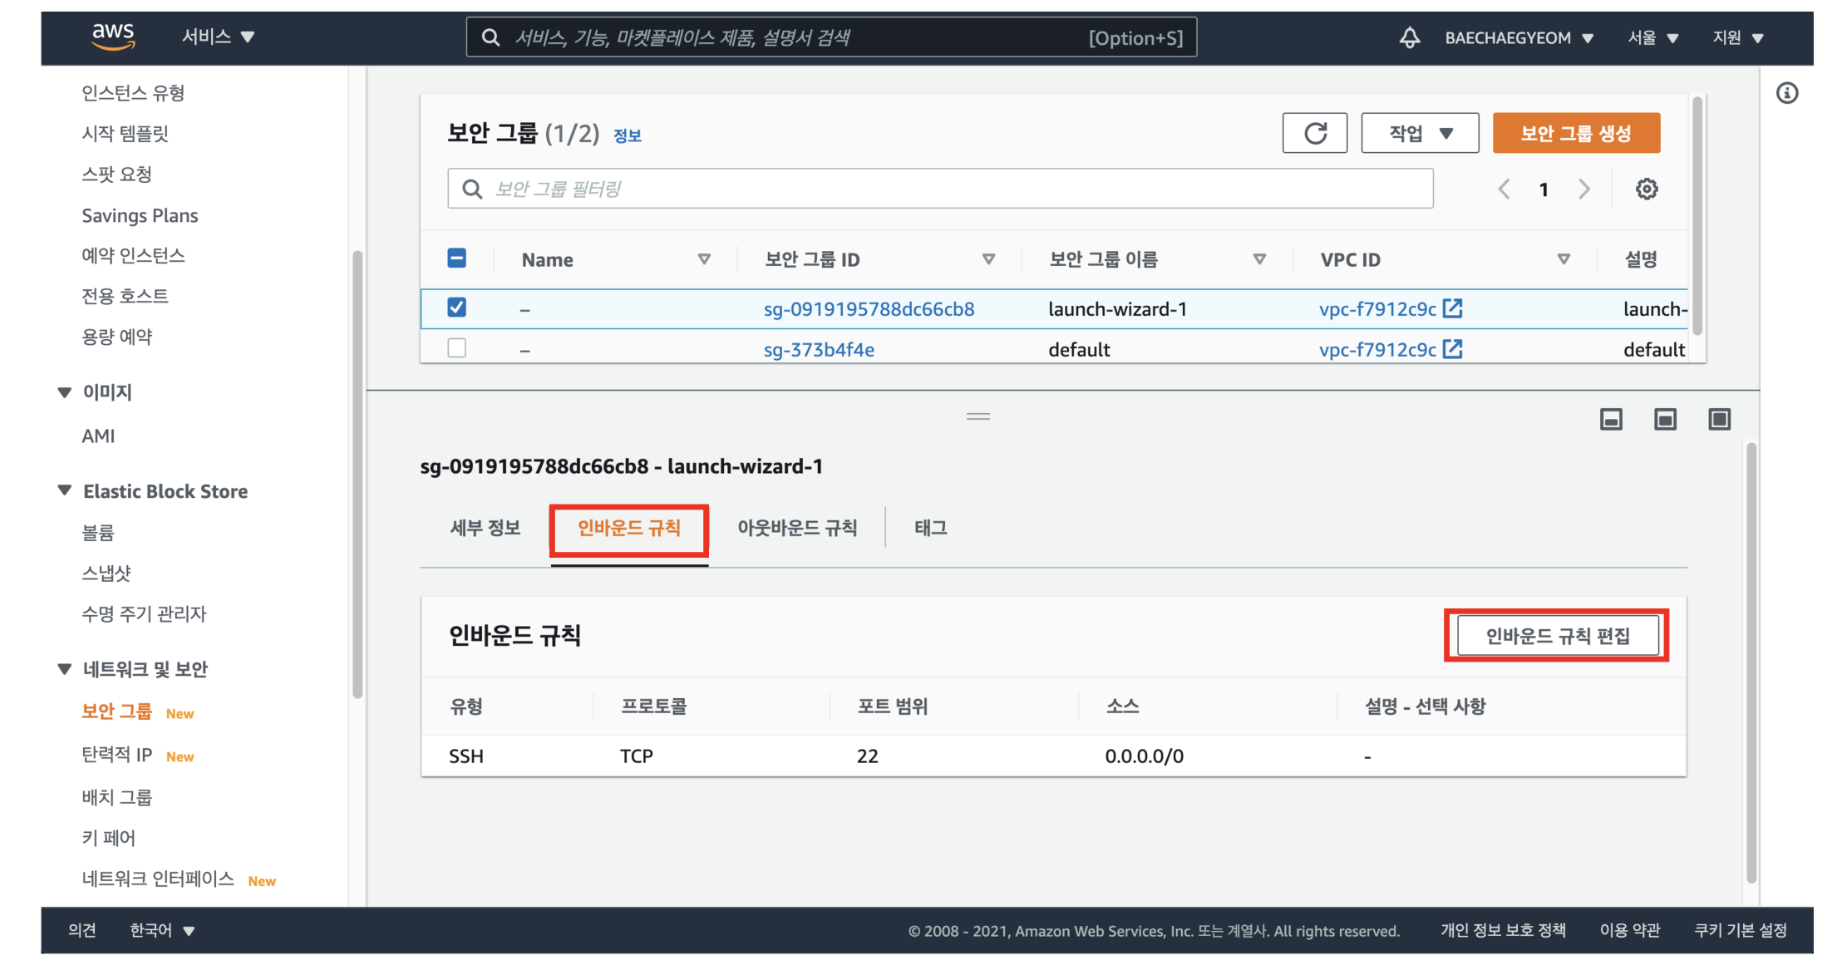 aws 서비스 ▼ 서비스, 기능, 마켓플레이스 제품, 설명서 검색 [Option+S] BAECHAEGYEOM ▼ 서울 ▼ 지원 ▼
인스턴스 유형
시작 템플릿
스팟 요청
Savings Plans
예약 인스턴스
전용 호스트
용량 예약
▼ 이미지
AMI
▼ Elastic Block Store
볼륨
스냅샷
수명 주기 관리자
▼ 네트워크 및 보안
보안 그룹 New
탄력적 IP New
배치 그룹
키 페어
네트워크 인터페이스 New
보안 그룹 (1/2) 정보 작업 ▼ 보안 그룹 생성
보안 그룹 필터링 1
Name 보안 그룹 ID 보안 그룹 이름 VPC ID 설명
– sg-0919195788dc66cb8 launch-wizard-1 vpc-f7912c9c launch-
– sg-373b4f4e default vpc-f7912c9c default
sg-0919195788dc66cb8 - launch-wizard-1
세부 정보 인바운드 규칙 아웃바운드 규칙 태그
인바운드 규칙 인바운드 규칙 편집
유형 프로토콜 포트 범위 소스 설명 - 선택 사항
SSH TCP 22 0.0.0.0/0 -
의견 한국어 ▼ © 2008 - 2021, Amazon Web Services, Inc. 또는 계열사. All rights reserved. 개인 정보 보호 정책 이용 약관 쿠키 기본 설정